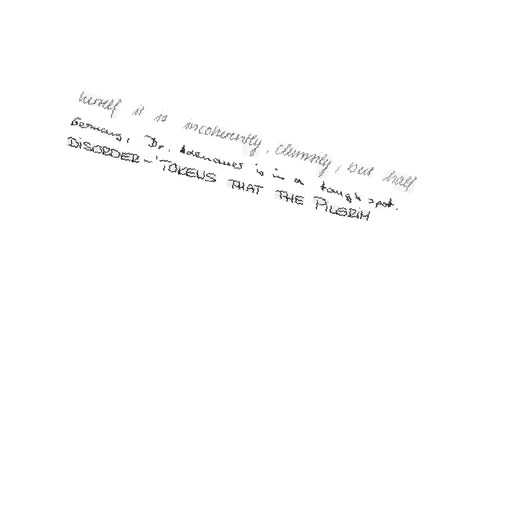 himself it is incoherently, clumsily, but half
Germany, Dr. Adenauer is in a tough spot.
DISORDER - 'TOKENS THAT THE PILGRIM